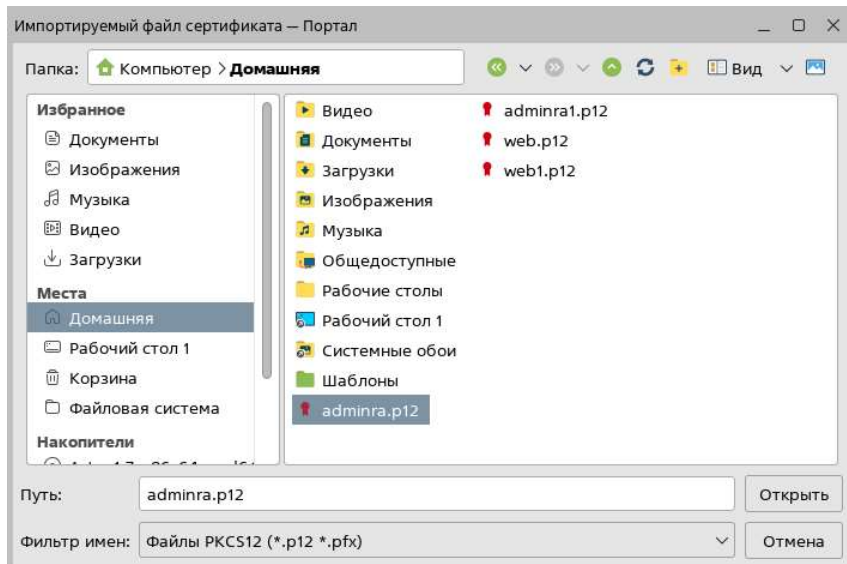 Импортируемый файл сертификата — Портал
Папка: Компьютер > Домашняя Вид
Избранное
Документы
Изображения
Музыка
Видео
Загрузки
Места
Домашняя
Рабочий стол 1
Корзина
Файловая система
Накопители
Видео
Документы
Загрузки
Изображения
Музыка
Общедоступные
Рабочие столы
Рабочий стол 1
Системные обои
Шаблоны
adminra.p12
adminra1.p12
web.p12
web1.p12
Путь: adminra.p12 Открыть
Фильтр имен: Файлы PKCS12 (*.p12 *.pfx) Отмена